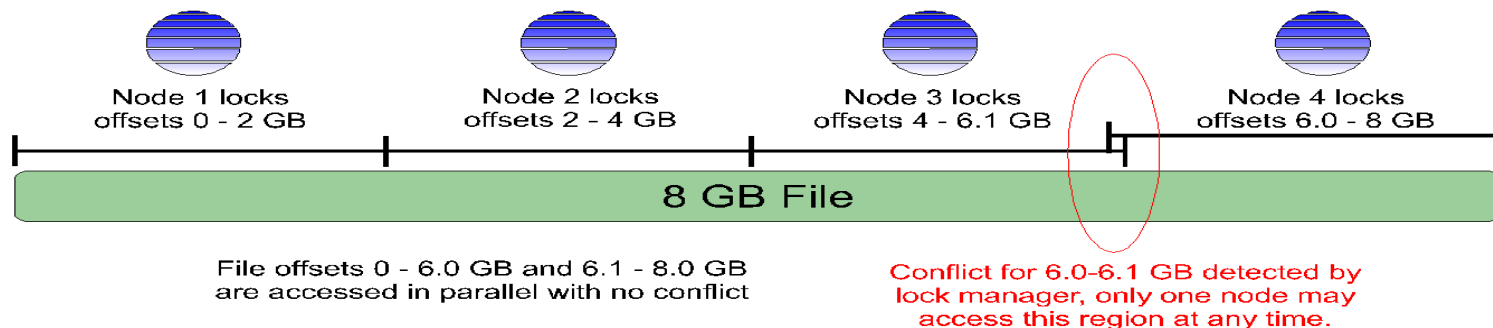 Node 1 locks
offsets 0 - 2 GB
Node 2 locks
offsets 2 - 4 GB
Node 3 locks
offsets 4 - 6.1 GB
Node 4 locks
offsets 6.0 - 8 GB
8 GB File
File offsets 0 - 6.0 GB and 6.1 - 8.0 GB
are accessed in parallel with no conflict
Conflict for 6.0-6.1 GB detected by
lock manager, only one node may
access this region at any time.